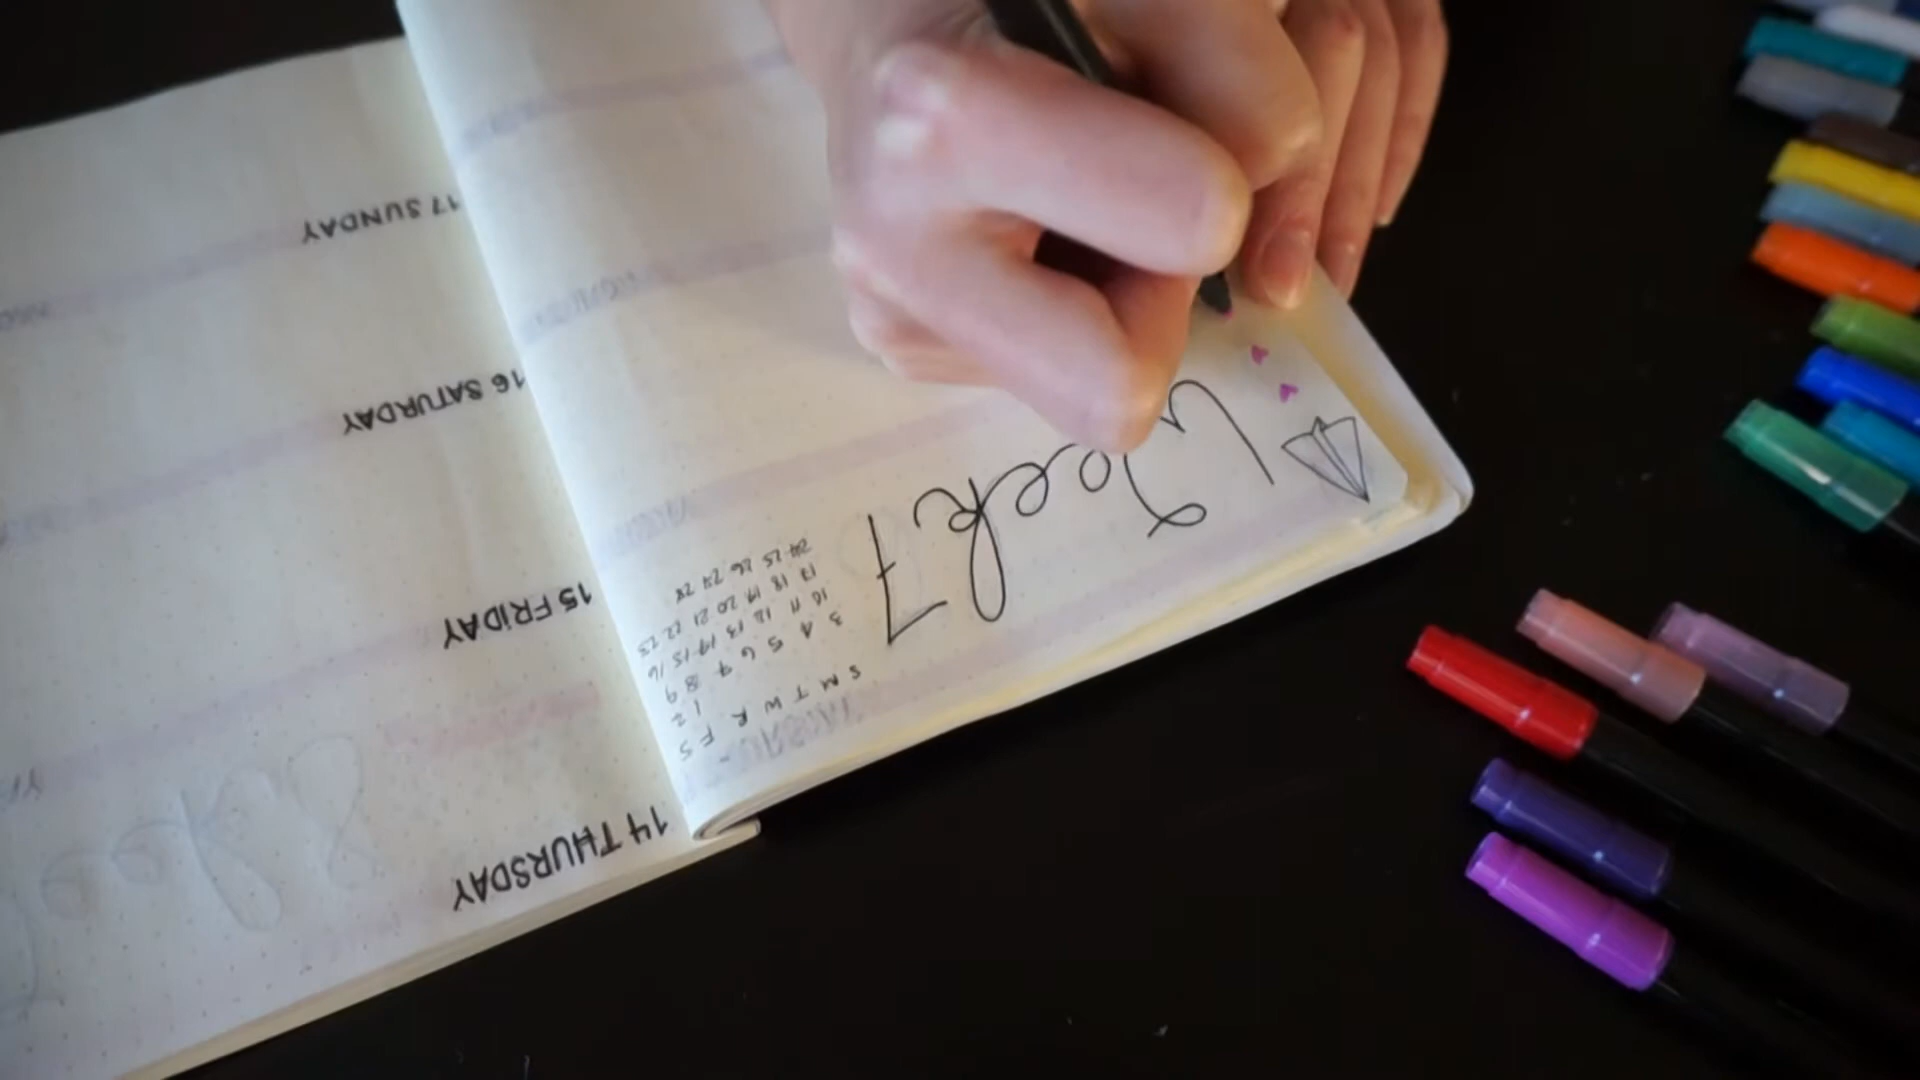 Week 7
S M T W R F S
1 2
3 4 5 6 7 8 9
10 11 12 13 14 15 16
17 18 19 20 21 22 23
24 25 26 27 28
14 THURSDAY
15 FRIDAY
16 SATURDAY
17 SUNDAY